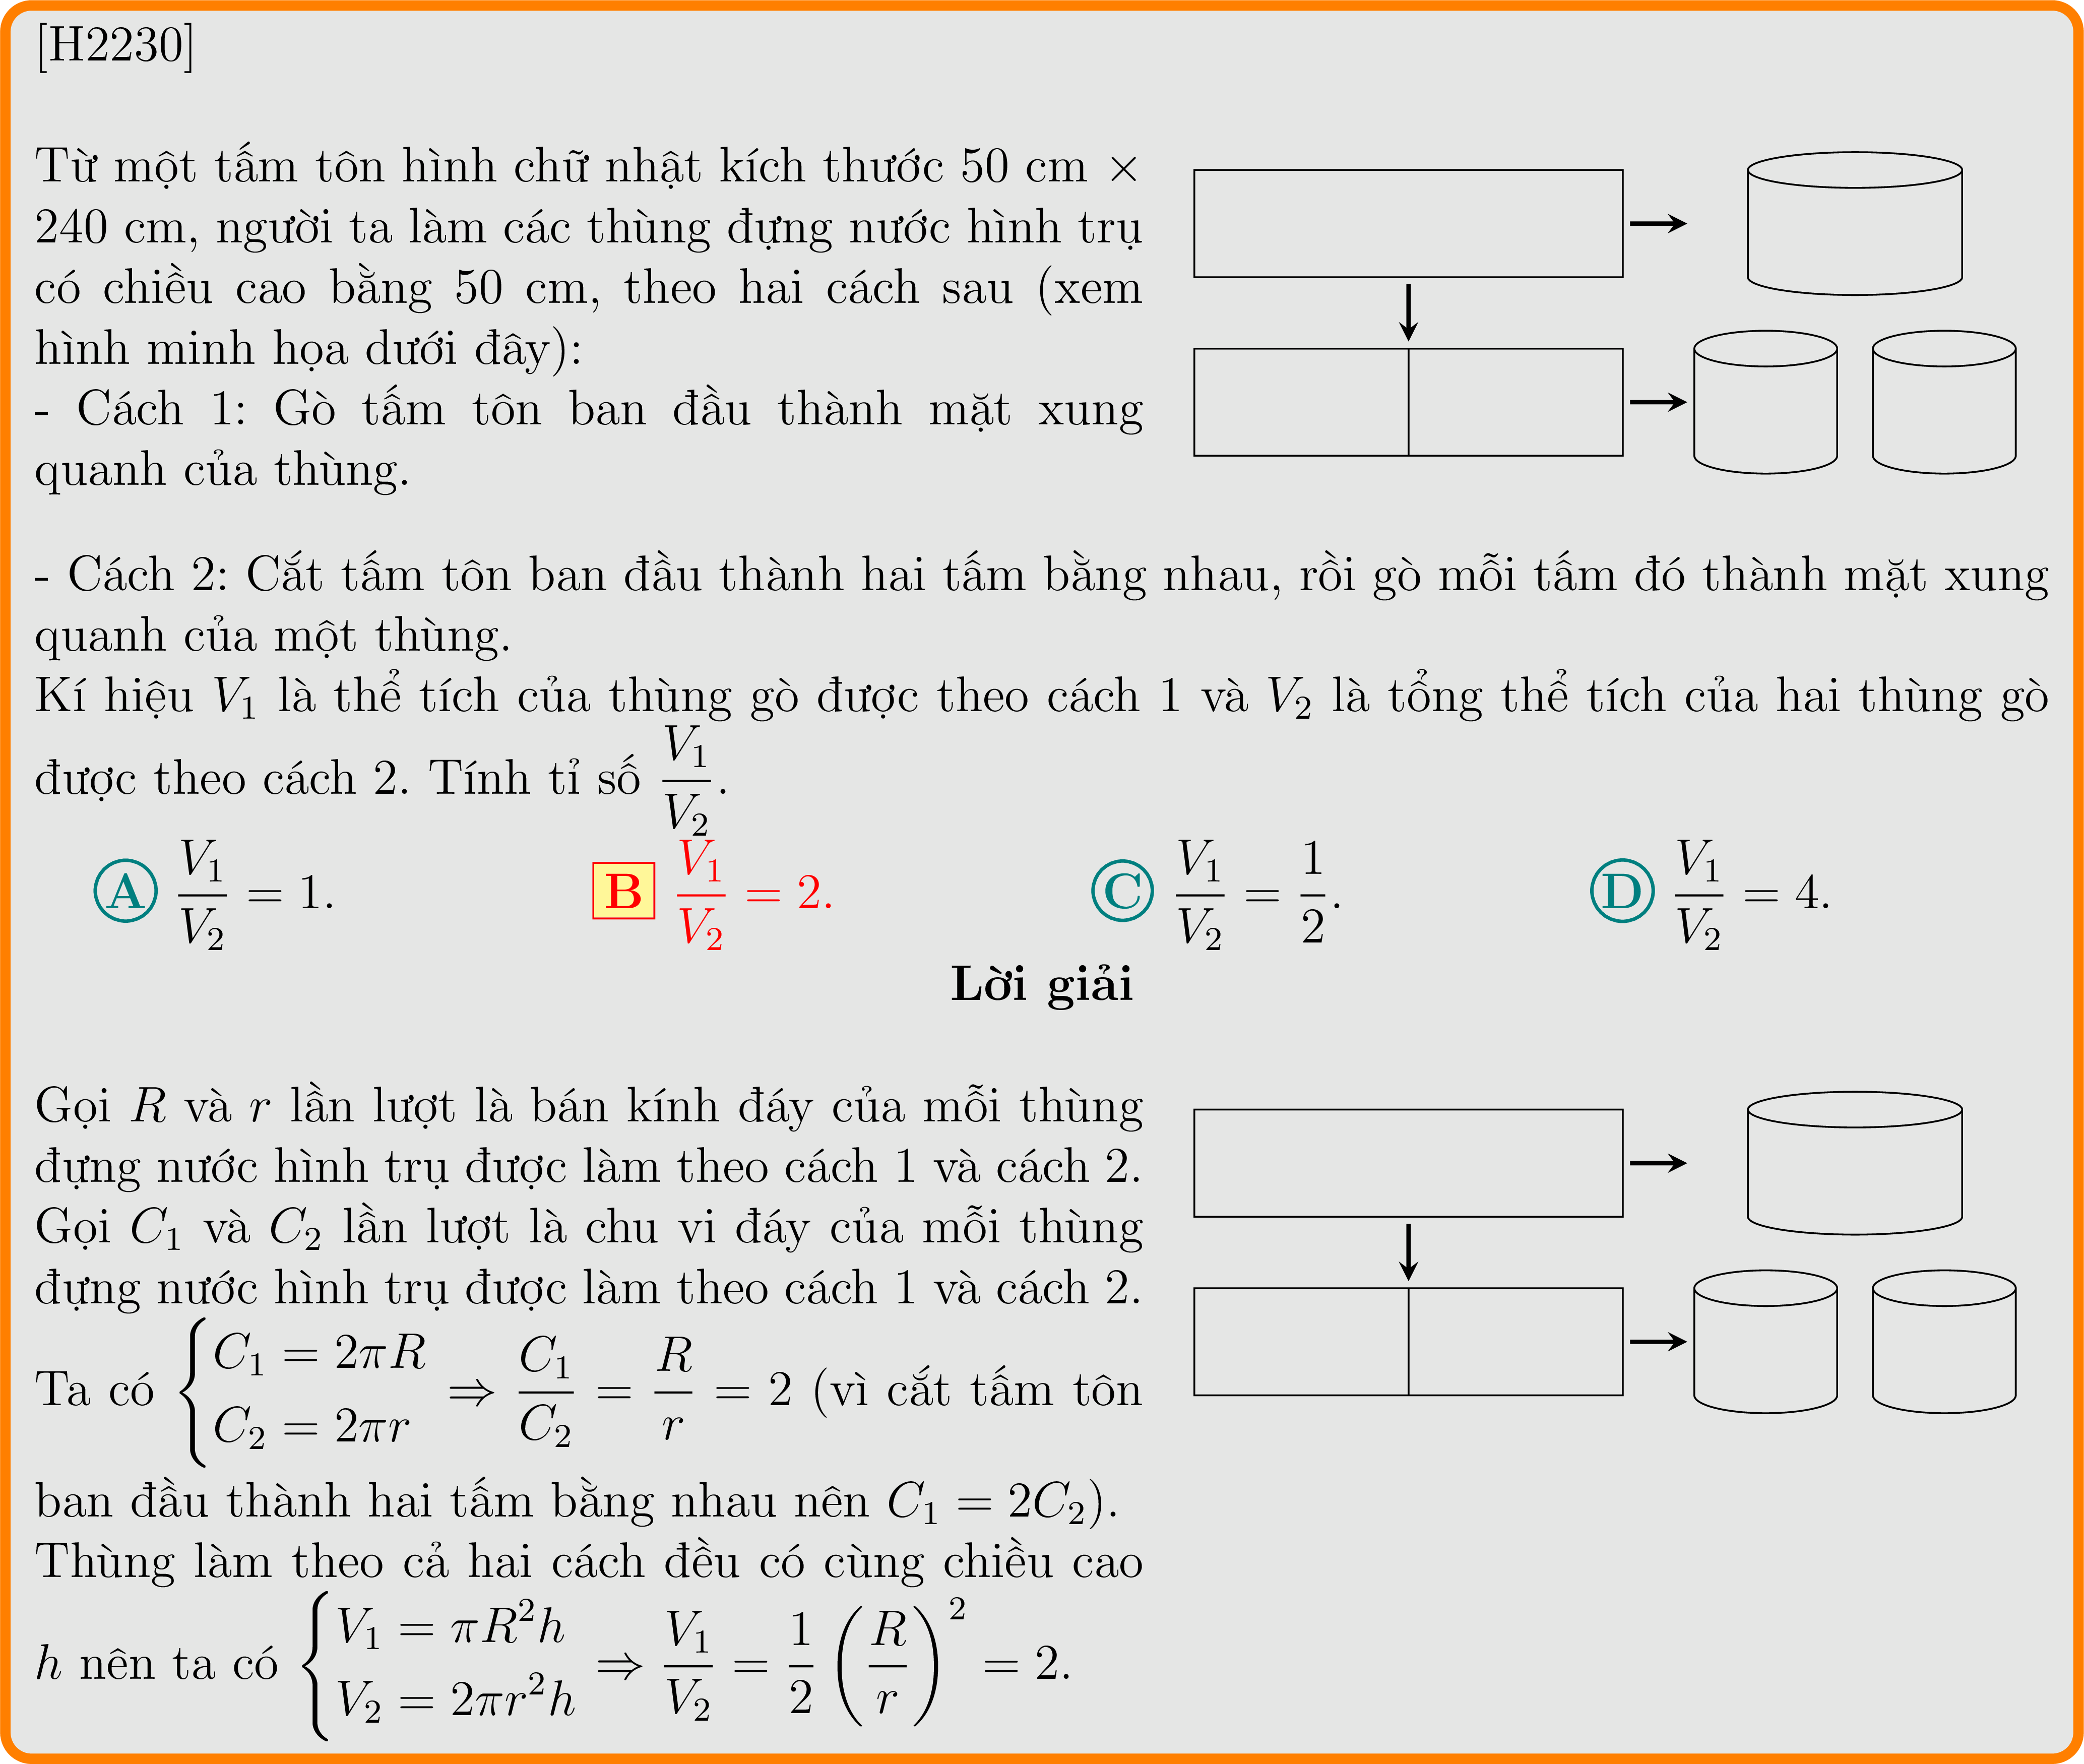 [H2230]
Từ một tấm tôn hình chữ nhật kích thước 50 cm ×
240 cm, người ta làm các thùng đựng nước hình trụ
có chiều cao bằng 50 cm, theo hai cách sau (xem
hình minh họa dưới đây):
- Cách 1: Gò tấm tôn ban đầu thành mặt xung
quanh của thùng.
- Cách 2: Cắt tấm tôn ban đầu thành hai tấm bằng nhau, rồi gò mỗi tấm đó thành mặt xung
quanh của một thùng.
Kí hiệu $V_1$ là thể tích của thùng gò được theo cách 1 và $V_2$ là tổng thể tích của hai thùng gò
được theo cách 2. Tính tỉ số $\dfrac{V_1}{V_2}$.
A $\dfrac{V_1}{V_2} = 1$. B $\dfrac{V_1}{V_2} = 2$. C $\dfrac{V_1}{V_2} = \dfrac{1}{2}$. D $\dfrac{V_1}{V_2} = 4$.
Lời giải
Gọi $R$ và $r$ lần lượt là bán kính đáy của mỗi thùng
đựng nước hình trụ được làm theo cách 1 và cách 2.
Gọi $C_1$ và $C_2$ lần lượt là chu vi đáy của mỗi thùng
đựng nước hình trụ được làm theo cách 1 và cách 2.
Ta có $\begin{cases} C_1 = 2\pi R \\ C_2 = 2\pi r \end{cases} \Rightarrow \dfrac{C_1}{C_2} = \dfrac{R}{r} = 2$ (vì cắt tấm tôn
ban đầu thành hai tấm bằng nhau nên $C_1 = 2C_2$).
Thùng làm theo cả hai cách đều có cùng chiều cao
$h$ nên ta có $\begin{cases} V_1 = \pi R^2 h \\ V_2 = 2\pi r^2 h \end{cases} \Rightarrow \dfrac{V_1}{V_2} = \dfrac{1}{2} \left(\dfrac{R}{r}\right)^2 = 2$.